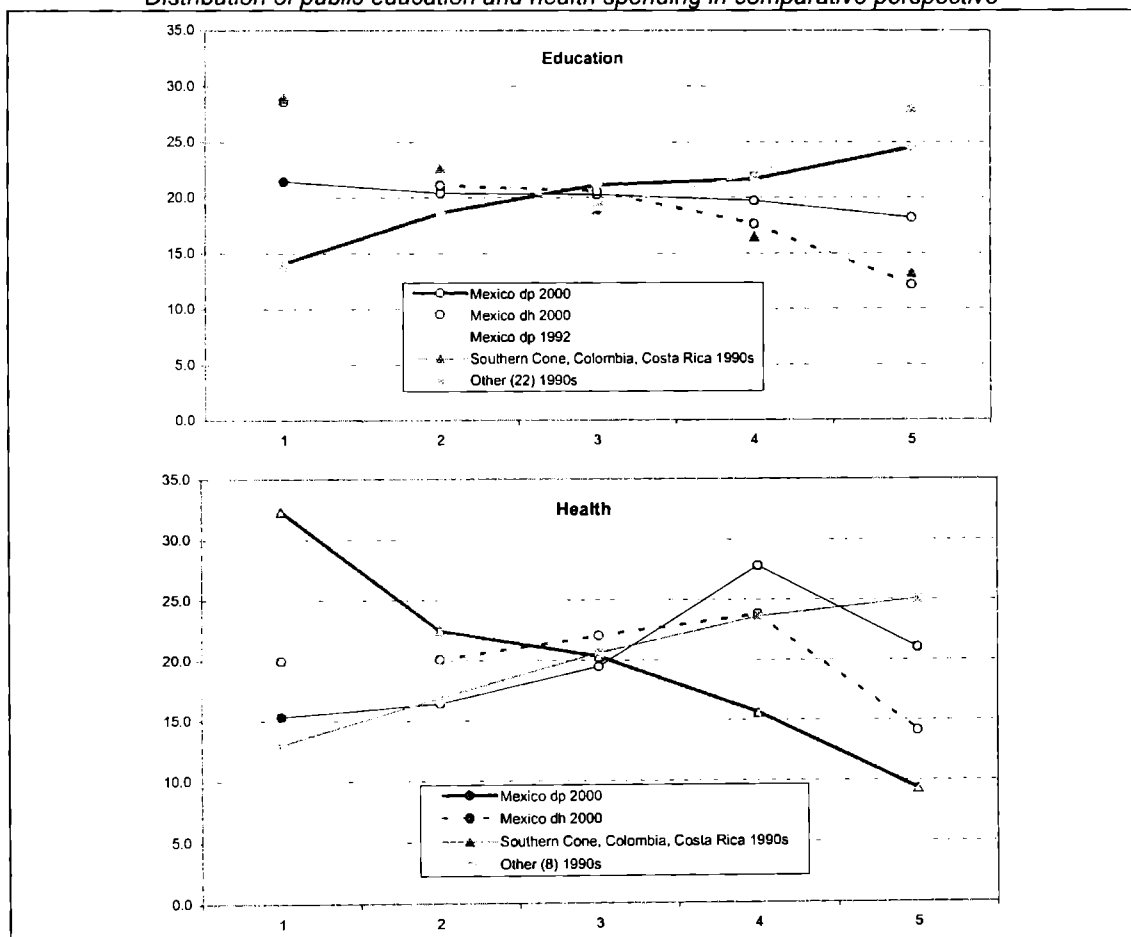 Distribution of public education and health spending in comparative perspective
35.0
Education
30.0
25.0
20.0
15.0
10.0
5.0
0.0
Mexico dp 2000
Mexico dh 2000
Mexico dp 1992
Southern Cone, Colombia, Costa Rica 1990s
Other (22) 1990s
1 2 3 4 5
35.0
Health
30.0
25.0
20.0
15.0
10.0
5.0
0.0
Mexico dp 2000
Mexico dh 2000
Southern Cone, Colombia, Costa Rica 1990s
Other (8) 1990s
1 2 3 4 5